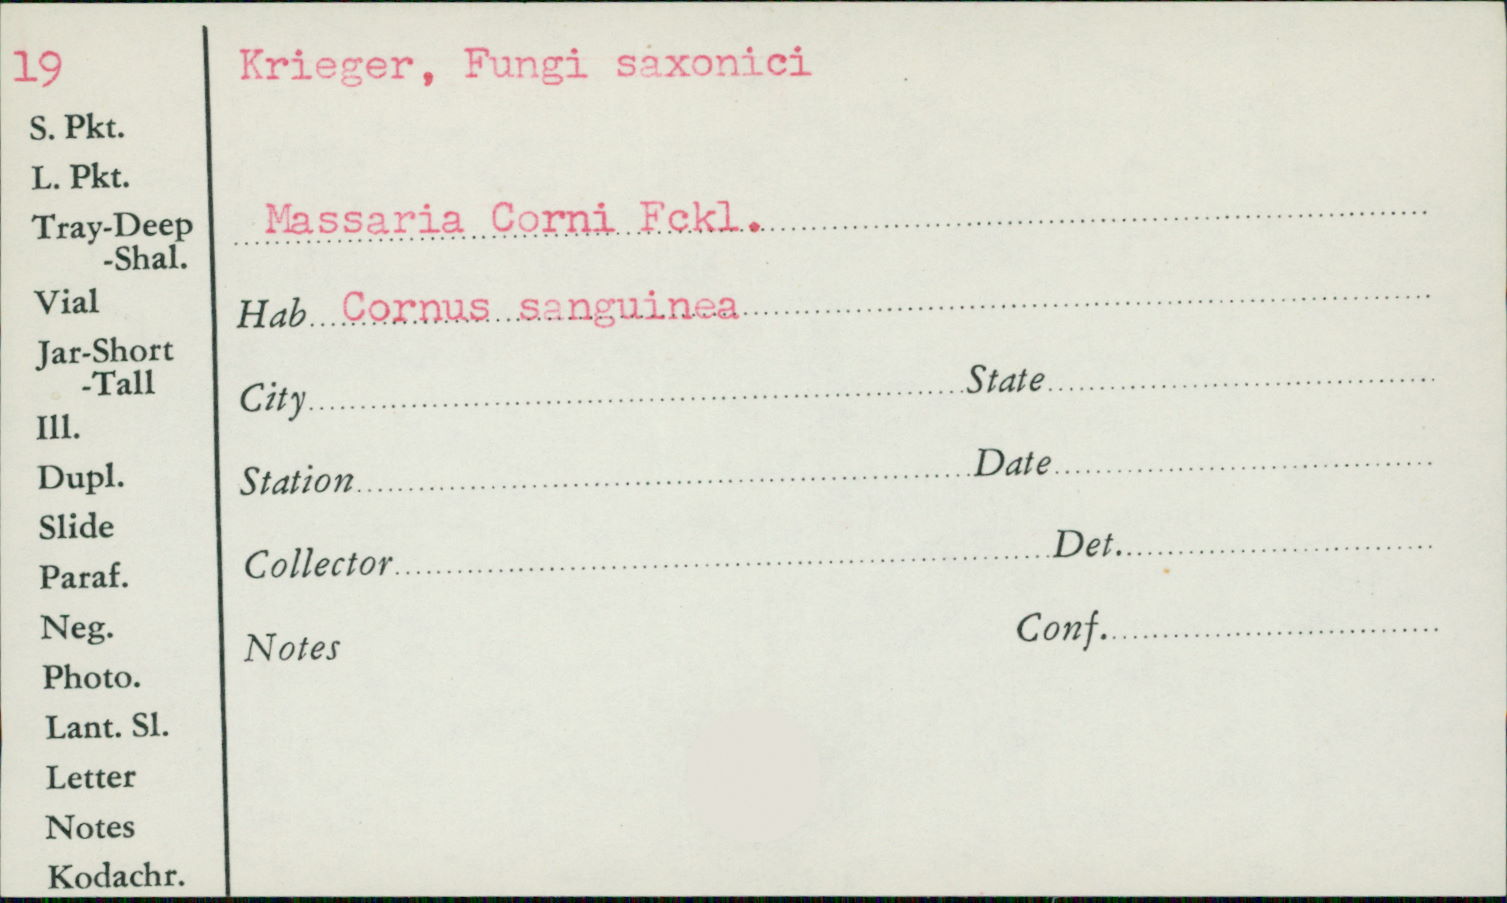 19
Krieger, Fungi saxonici
S. Pkt.
L. Pkt.
Tray-Deep
-Shal.
Vial
Jar-Short
-Tall
Ill.
Dupl.
Slide
Paraf.
Neg.
Photo.
Lant. Sl.
Letter
Notes
Kodachr.
Massaria Corni Fckl.
Hab. Cornus sanguinea
City
State
Station
Date
Collector
Det.
Notes
Conf.